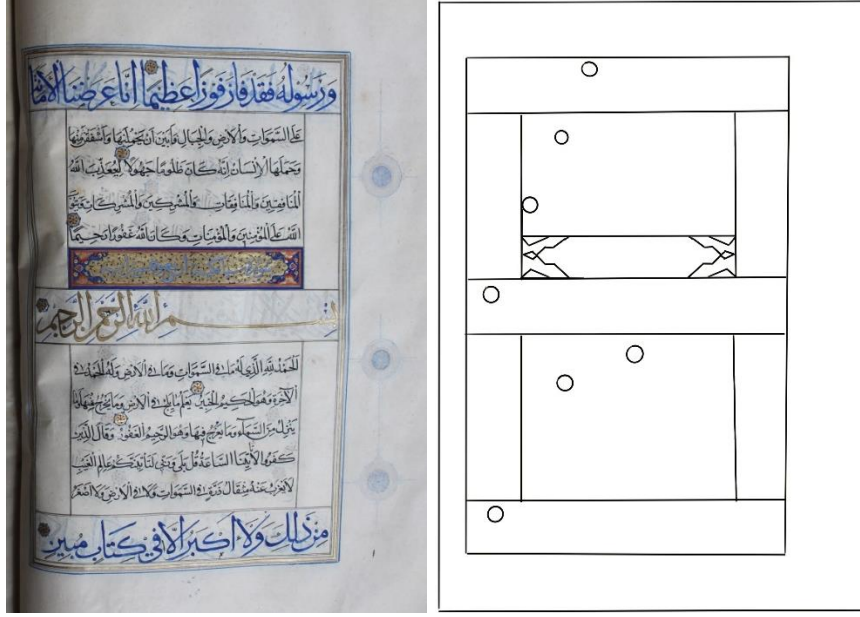 ورسوله فقد فاز فوزا عظيما انا عرضنا الامانة
على السموات والارض والجبال فابين ان يحملنها واشفقن منها
وحملها الانسان انه كان ظلوما جهولا ليعذب الله
المنافقين والمنافقات والمشركين والمشركات ويتوب
الله على المؤمنين والمؤمنات وكان الله غفورا رحيما
بسم الله الرحمن الرحيم
الحمد لله الذي له ما في السموات وما في الارض وله الحمد في
الآخرة وهو الحكيم الخبير يعلم ما يلج في الارض وما يخرج منها وما
ينزل من السماء وما يعرج فيها وهو الرحيم الغفور وقال الذين
كفروا لا تأتينا الساعة قل بلى وربي لتأتينكم عالم الغيب
لا يعزب عنه مثقال ذرة في السموات ولا في الارض ولا اصغر
من ذلك ولا اكبر الا في كتاب مبين